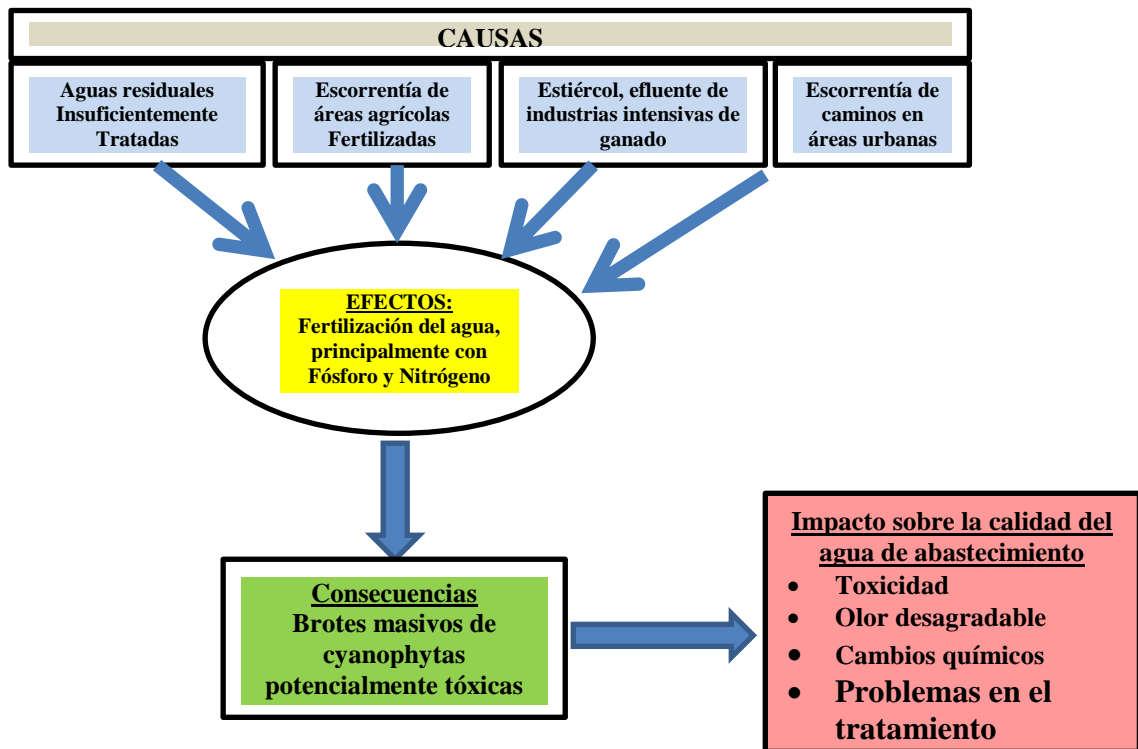 CAUSAS
Aguas residuales
Insuficientemente
Tratadas
Escorrentía de
áreas agrícolas
Fertilizadas
Estiércol, efluente de
industrias intensivas de
ganado
Escorrentía de
caminos en
áreas urbanas
EFECTOS:
Fertilización del agua,
principalmente con
Fósforo y Nitrógeno
Consecuencias
Brotes masivos de
cyanophytas
potencialmente tóxicas
Impacto sobre la calidad del
agua de abastecimiento
• Toxicidad
• Olor desagradable
• Cambios químicos
• Problemas en el
tratamiento